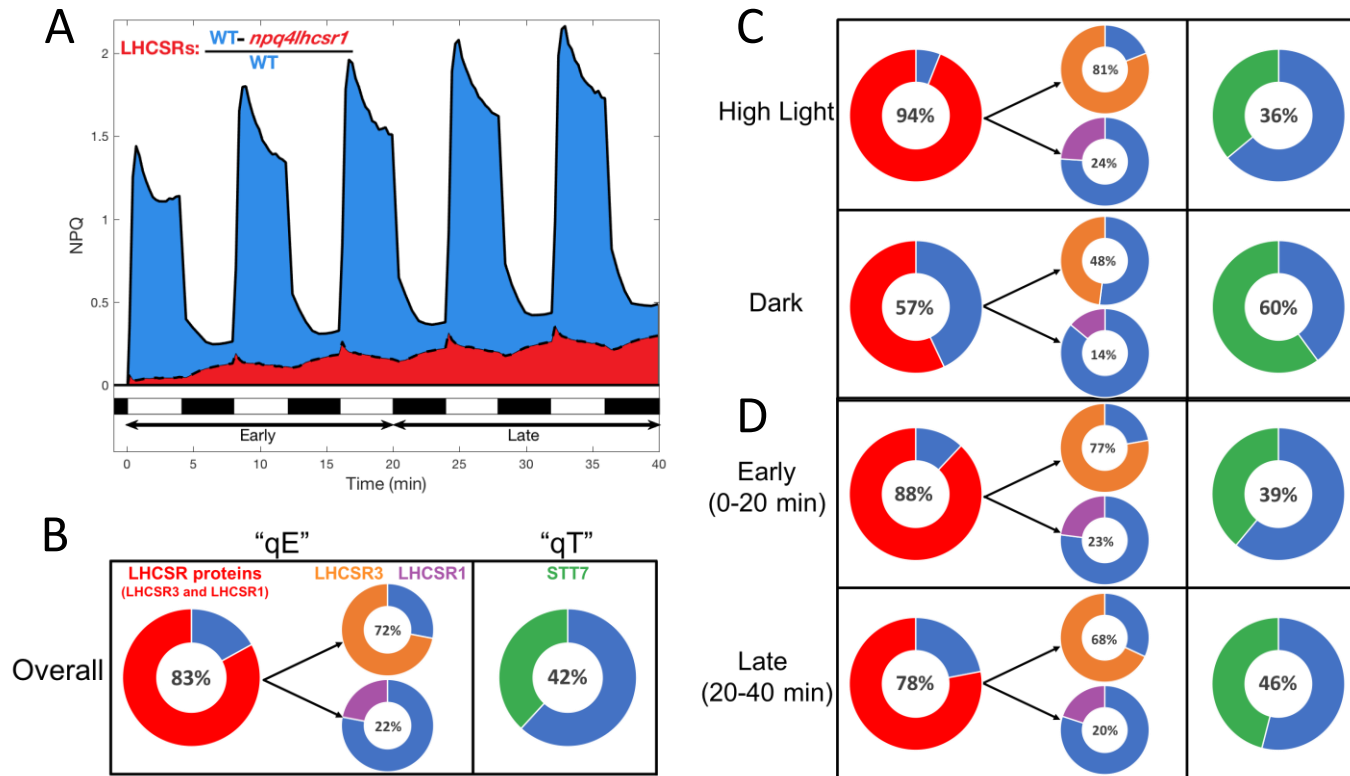 A
LHCSRs: WT- npq4lhcsr1
WT
NPQ
2
1.5
1
0.5
0
Early
Late
0 5 10 15 20 25 30 35 40
Time (min)
B
“qE”
“qT”
LHCSR proteins
(LHCSR3 and LHCSR1)
LHCSR3
LHCSR1
STT7
Overall
83%
72%
22%
42%
C
High Light
94%
81%
24%
36%
Dark
57%
48%
14%
60%
D
Early
(0-20 min)
88%
77%
23%
39%
Late
(20-40 min)
78%
68%
20%
46%